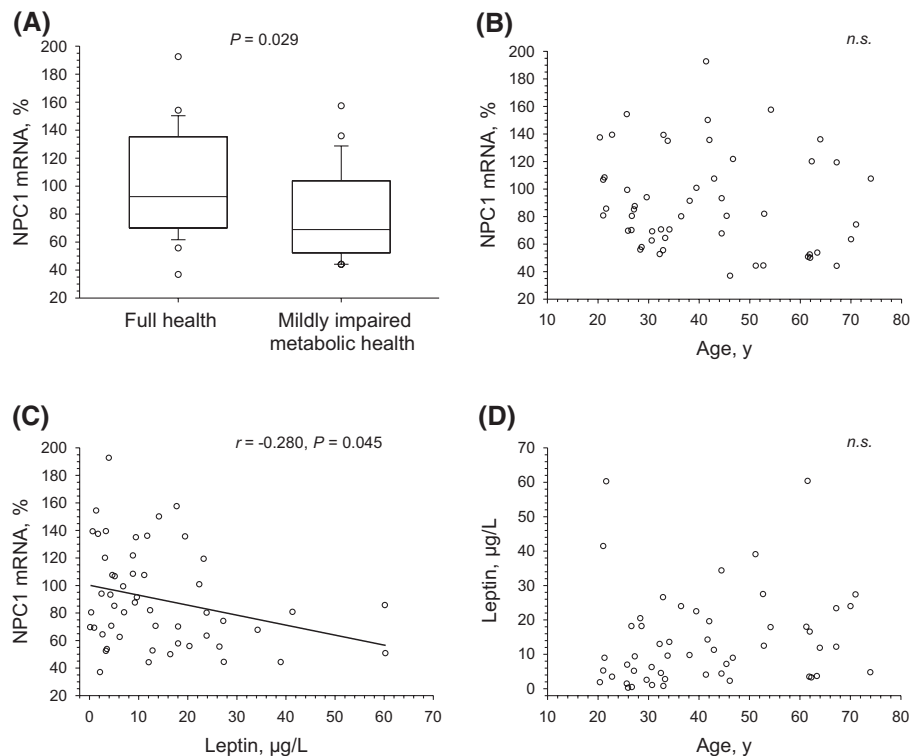 (A)
P = 0.029
NPC1 mRNA, %
200
180
160
140
120
100
80
60
40
20
Full health
Mildly impaired
metabolic health
(B)
n.s.
NPC1 mRNA, %
200
180
160
140
120
100
80
60
40
20
10 20 30 40 50 60 70 80
Age, y
(C)
r = -0.280, P = 0.045
NPC1 mRNA, %
200
180
160
140
120
100
80
60
40
20
0 10 20 30 40 50 60 70
Leptin, µg/L
(D)
n.s.
Leptin, µg/L
70
60
50
40
30
20
10
0
10 20 30 40 50 60 70 80
Age, y